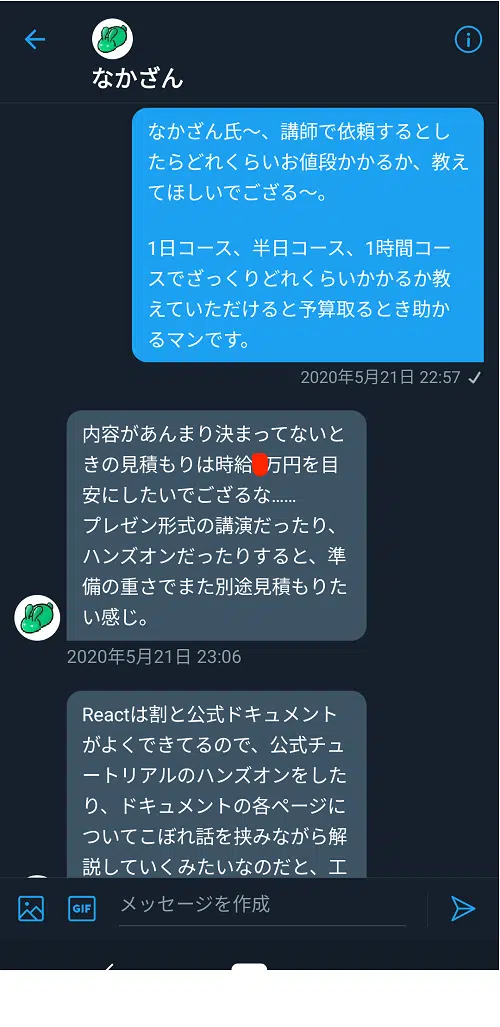 なかざん
なかざん氏〜、講師で依頼するとし
たらどれくらいお値段かかるか、教え
てほしいでござる〜。
1日コース、半日コース、1時間コー
スでざっくりどれくらいかかるか教
えていただけると予算取るとき助か
るマンです。
2020年5月21日 22:57
内容があんまり決まってないと
きの見積もりは時給万円を目
安にしたいでござるな……
プレゼン形式の講演だったり、
ハンズオンだったりすると、準
備の重さでまた別途見積もりた
い感じ。
2020年5月21日 23:06
Reactは割と公式ドキュメント
がよくできてるので、公式チュ
ートリアルのハンズオンをした
り、ドキュメントの各ページに
ついてこぼれ話を挟みながら解
説していくみたいなのだと、工
GIF
メッセージを作成